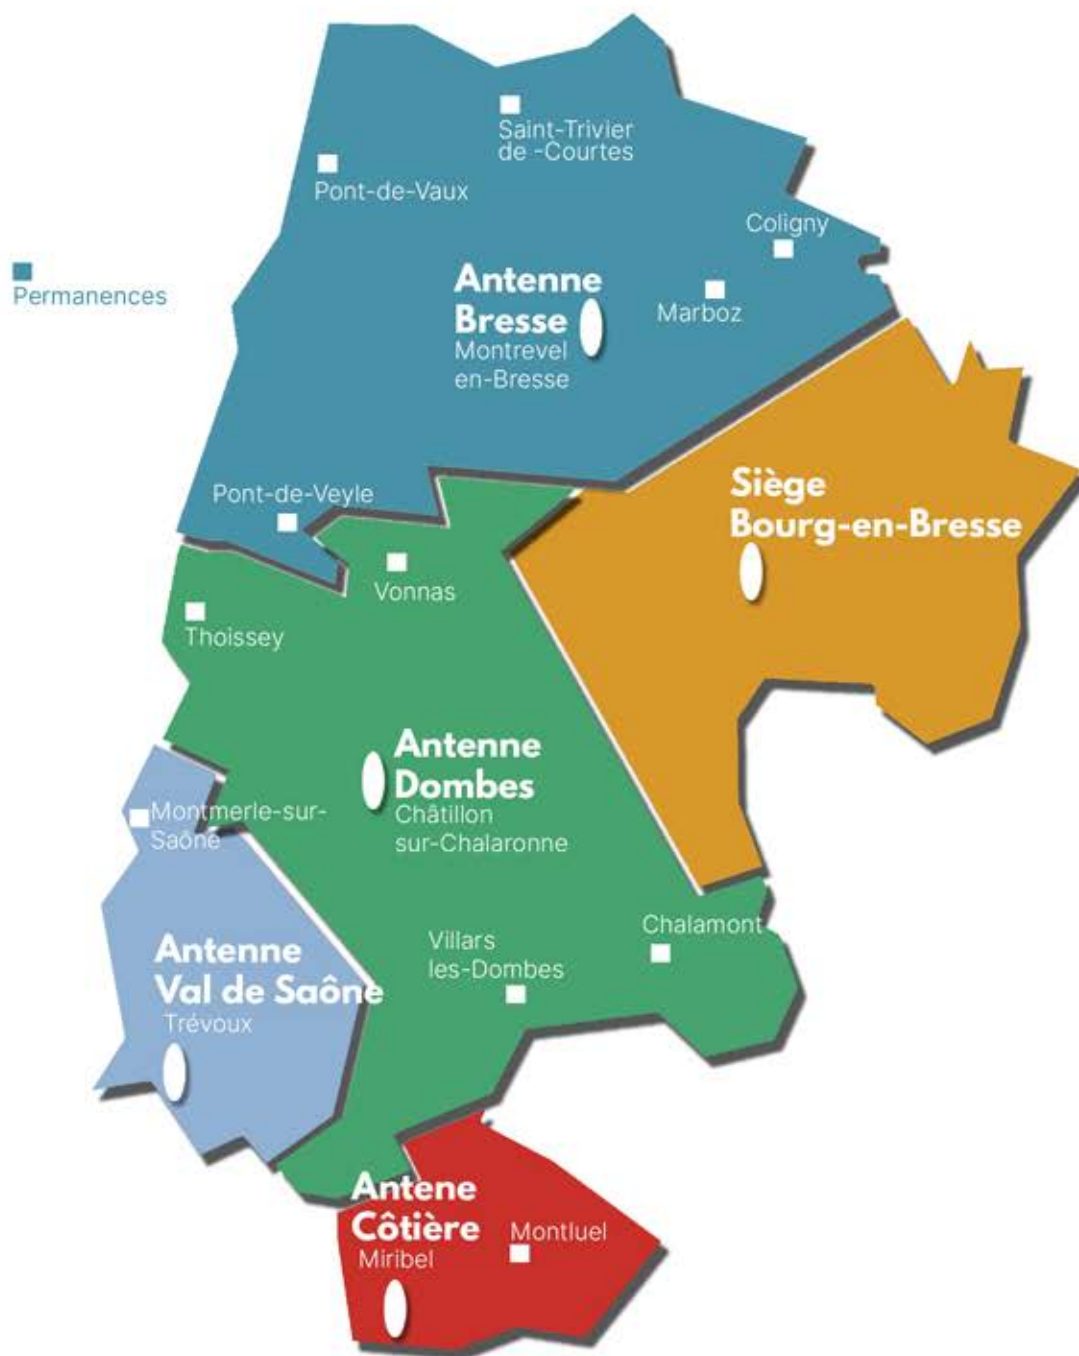 Saint-Trivier
de -Courtes
Pont-de-Vaux
Coligny
Permanences
Antenne
Bresse
Montrevel
en-Bresse
Marboz
Siège
Bourg-en-Bresse
Pont-de-Veyle
Vonnas
Thoissey
Antenne
Dombes
Châtillon
sur-Chalaronne
Montmerle-sur-
Saône
Chalamont
Villars
les-Dombes
Antenne
Val de Saône
Trévoux
Antene
Côtière
Miribel
Montluel